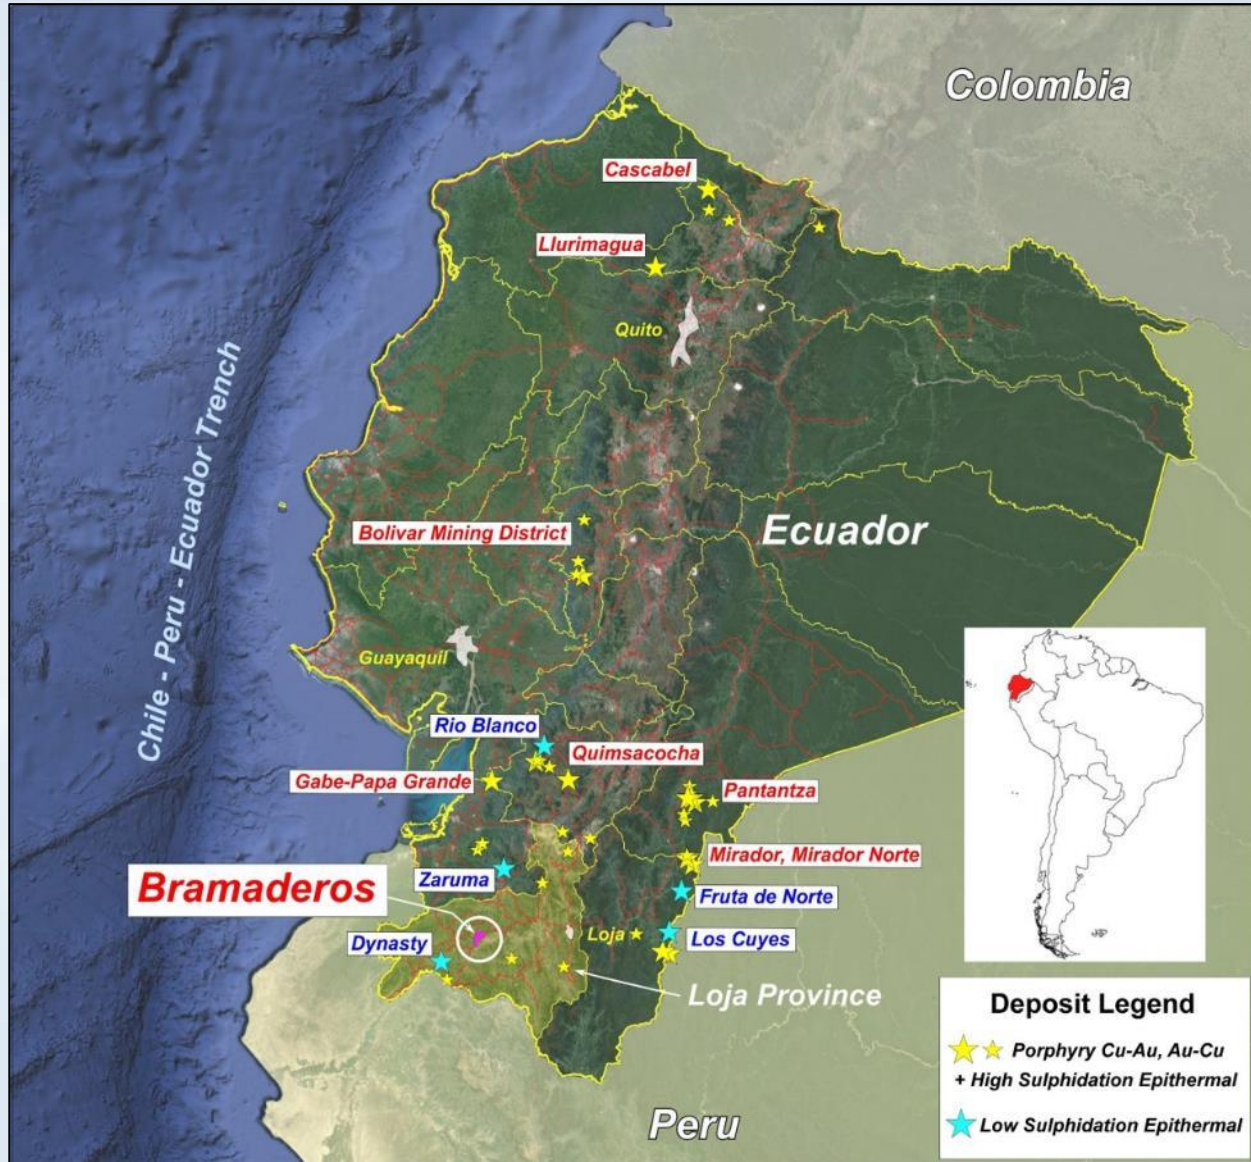 Colombia
Cascabel
Llurimagua
Quito
Chile - Peru - Ecuador Trench
Bolivar Mining District
Ecuador
Guayaquil
Rio Blanco
Quimsacocha
Gabe-Papa Grande
Pantantza
Mirador, Mirador Norte
Zaruma
Bramaderos
Fruta de Norte
Dynasty
Loja
Los Cuyes
Loja Province
Peru
Deposit Legend
Porphyry Cu-Au, Au-Cu
+ High Sulphidation Epithermal
Low Sulphidation Epithermal